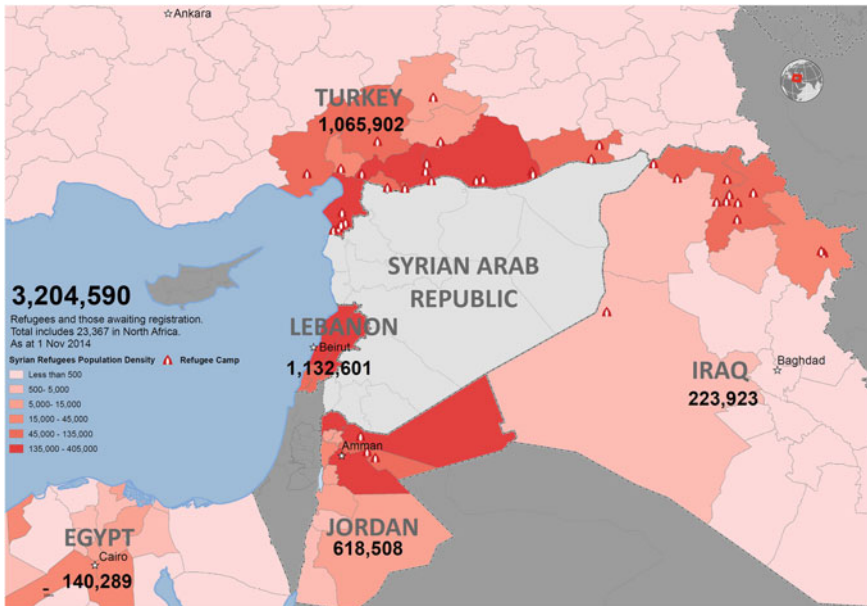 Ankara
TURKEY
1,065,902
SYRIAN ARAB
REPUBLIC
3,204,590
Refugees and those awaiting registration.
Total includes 23,367 in North Africa.
As at 1 Nov 2014
Syrian Refugees Population Density
Refugee Camp
Less than 500
500- 5,000
5,000- 15,000
15,000 - 45,000
45,000 - 135,000
135,000 - 405,000
LEBANON
Beirut
1,132,601
IRAQ
Baghdad
223,923
Amman
JORDAN
618,508
EGYPT
Cairo
140,289